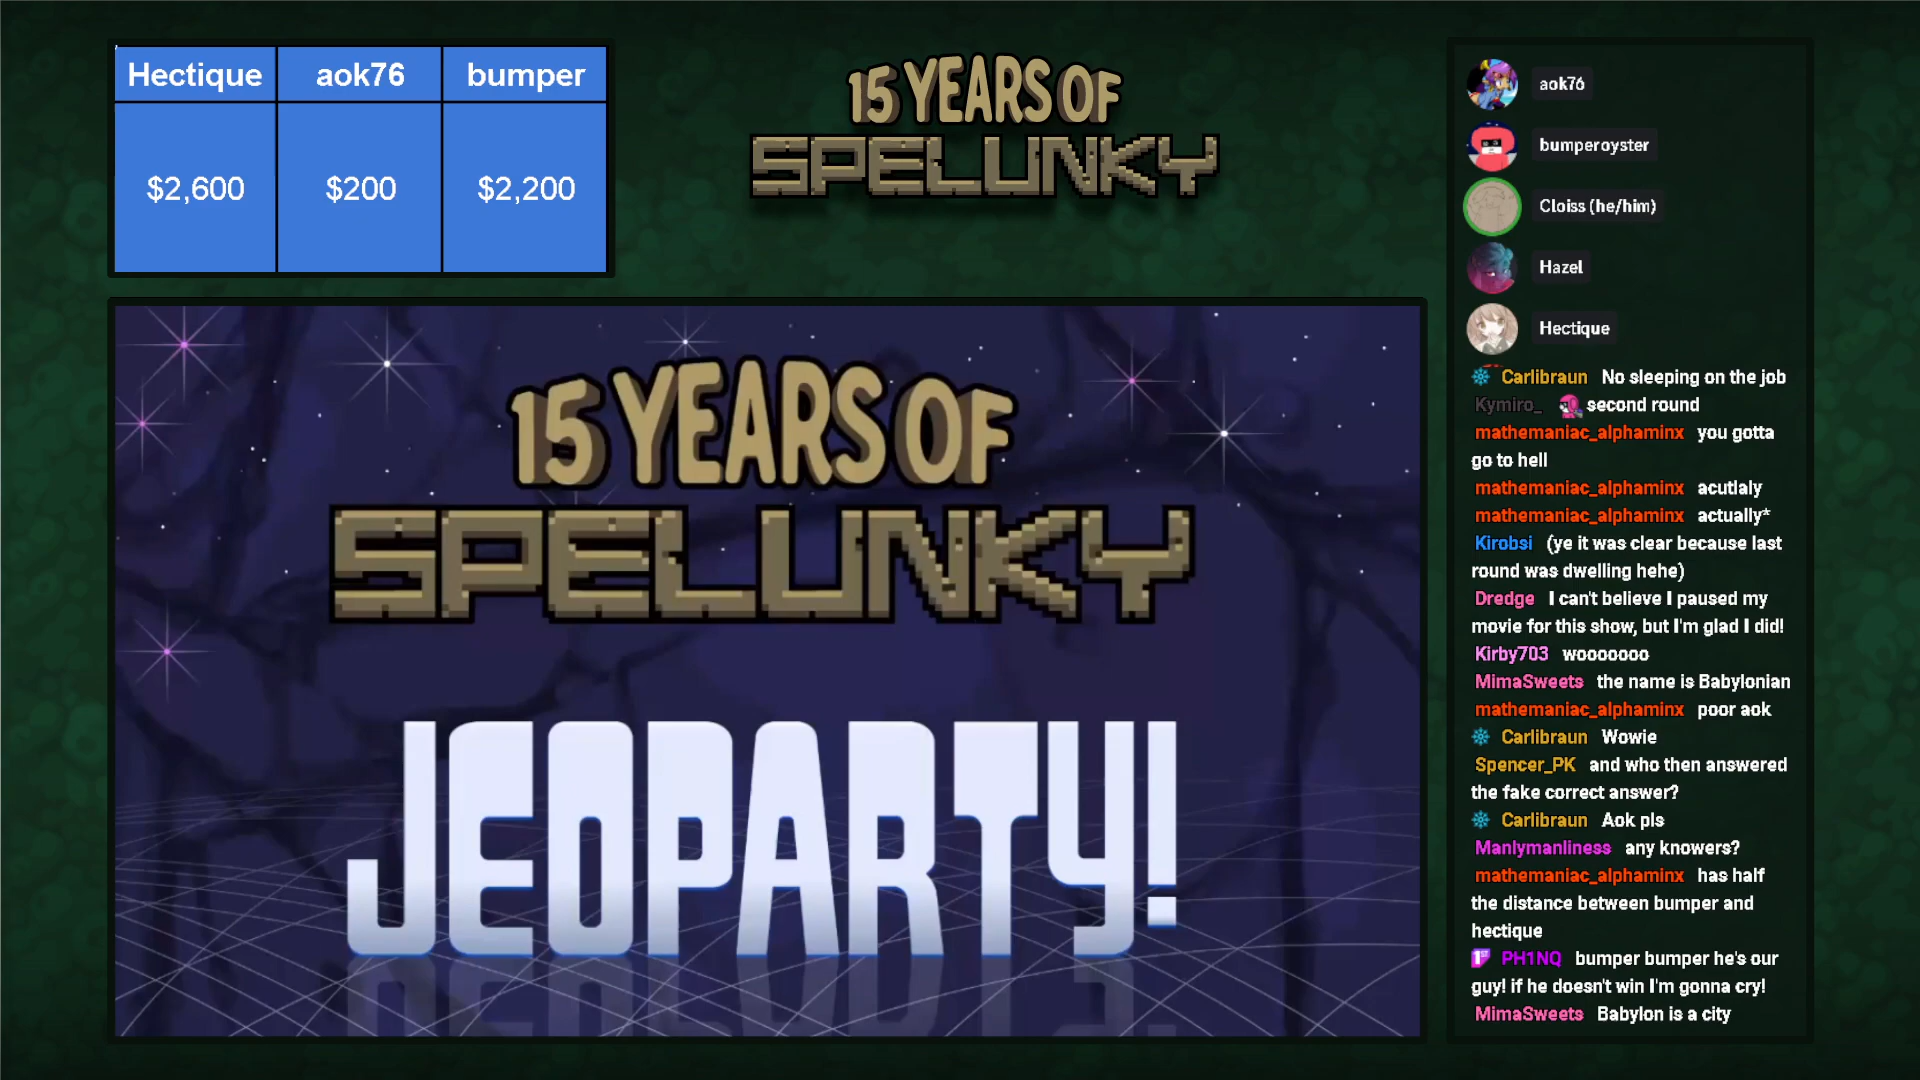 Hectique aok76 bumper
$2,600 $200 $2,200
15 YEARS OF
SPELUNKY
15 YEARS OF
SPELUNKY
JEOPARTY!
aok76
bumperoyster
Cloiss (he/him)
Hazel
Hectique
Carlibraun No sleeping on the job
Kymiro_ second round
mathemaniac_alphaminx you gotta
go to hell
mathemaniac_alphaminx acutlaly
mathemaniac_alphaminx actually*
Kirobsi (ye it was clear because last
round was dwelling hehe)
Dredge I can't believe I paused my
movie for this show, but I'm glad I did!
Kirby703 wooooooo
MimaSweets the name is Babylonian
mathemaniac_alphaminx poor aok
Carlibraun Wowie
Spencer_PK and who then answered
the fake correct answer?
Carlibraun Aok pls
Manlymanliness any knowers?
mathemaniac_alphaminx has half
the distance between bumper and
hectique
PH1NQ bumper bumper he's our
guy! if he doesn't win I'm gonna cry!
MimaSweets Babylon is a city